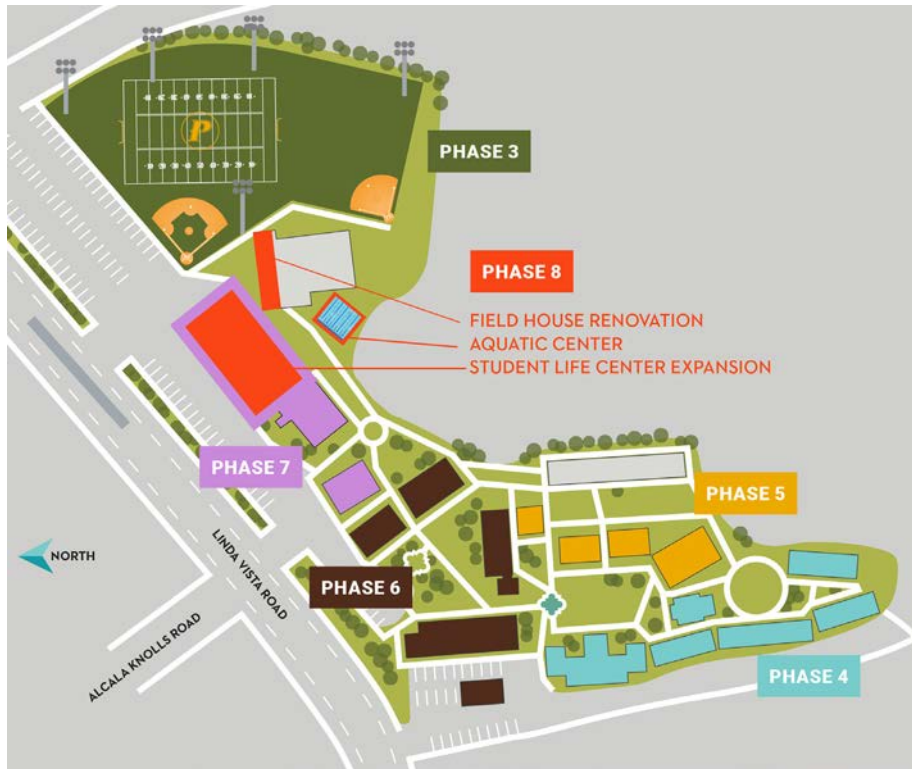 P
PHASE 3
PHASE 8
FIELD HOUSE RENOVATION
AQUATIC CENTER
STUDENT LIFE CENTER EXPANSION
PHASE 7
PHASE 5
NORTH
LINDA VISTA ROAD
PHASE 6
ALCALA KNOLLS ROAD
PHASE 4